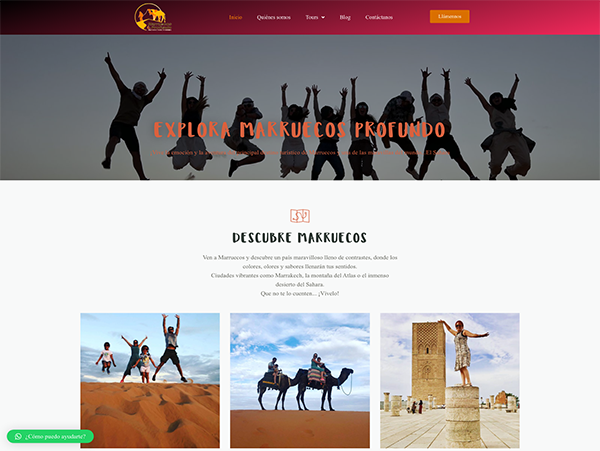 Inicio
Quiénes somos
Tours
Blog
Contáctanos
Llámanos
EXPLORA MARRUECOS PROFUNDO
DESCUBRE MARRUECOS
Ven a Marruecos y descubre un país maravilloso lleno de contrastes, donde los
colores, olores y sabores llenarán tus sentidos.
Ciudades vibrantes como Marrakech, la montaña del Atlas o el inmenso
desierto del Sahara.
Que no te lo cuenten... ¡Vívelo!
¿Cómo puedo ayudarte?